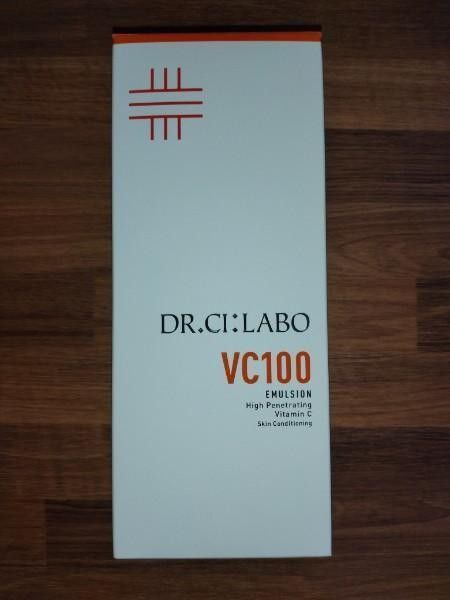 DR.CI:LABO
VC100
EMULSION
High Penetrating
Vitamin C
Skin Conditioning